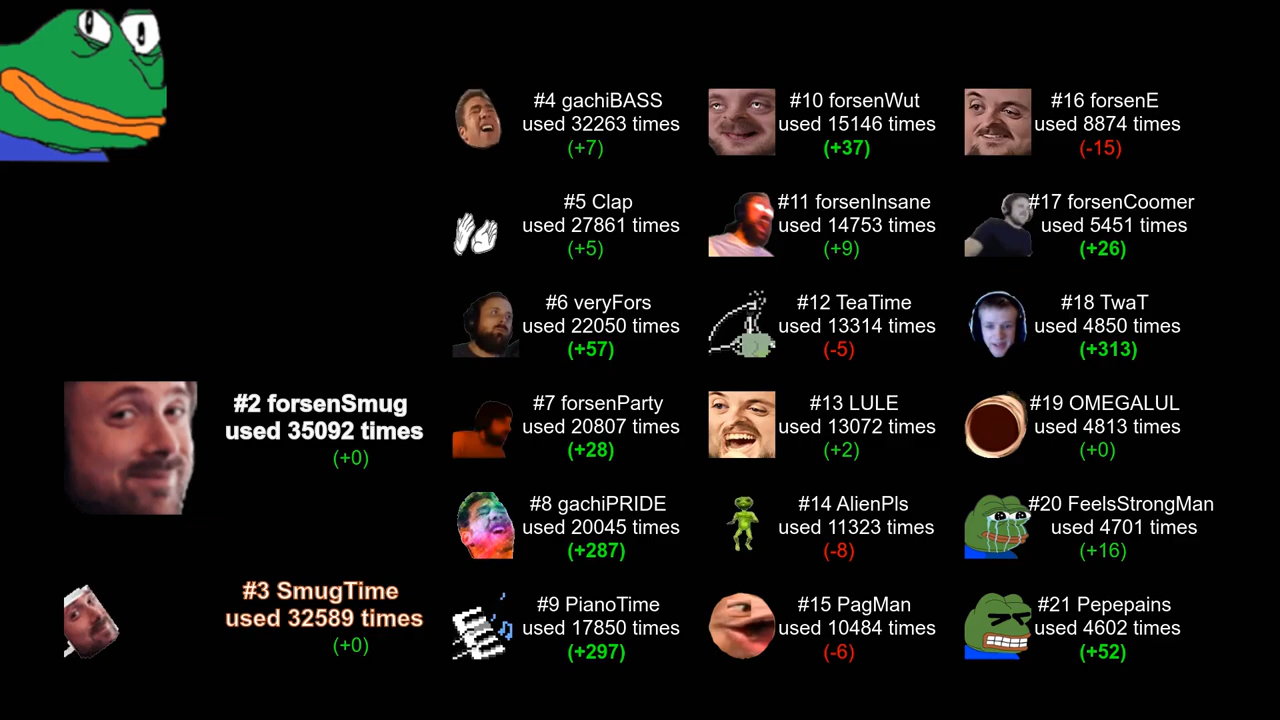 #2 forsenSmug
used 35092 times
(+0)
#3 SmugTime
used 32589 times
(+0)
#4 gachiBASS
used 32263 times
(+7)
#5 Clap
used 27861 times
(+5)
#6 veryFors
used 22050 times
(+57)
#7 forsenParty
used 20807 times
(+28)
#8 gachiPRIDE
used 20045 times
(+287)
#9 PianoTime
used 17850 times
(+297)
#10 forsenWut
used 15146 times
(+37)
#11 forsenInsane
used 14753 times
(+9)
#12 TeaTime
used 13314 times
(-5)
#13 LULE
used 13072 times
(+2)
#14 AlienPls
used 11323 times
(-8)
#15 PagMan
used 10484 times
(-6)
#16 forsenE
used 8874 times
(-15)
#17 forsenCoomer
used 5451 times
(+26)
#18 TwaT
used 4850 times
(+313)
#19 OMEGALUL
used 4813 times
(+0)
#20 FeelsStrongMan
used 4701 times
(+16)
#21 Pepepains
used 4602 times
(+52)